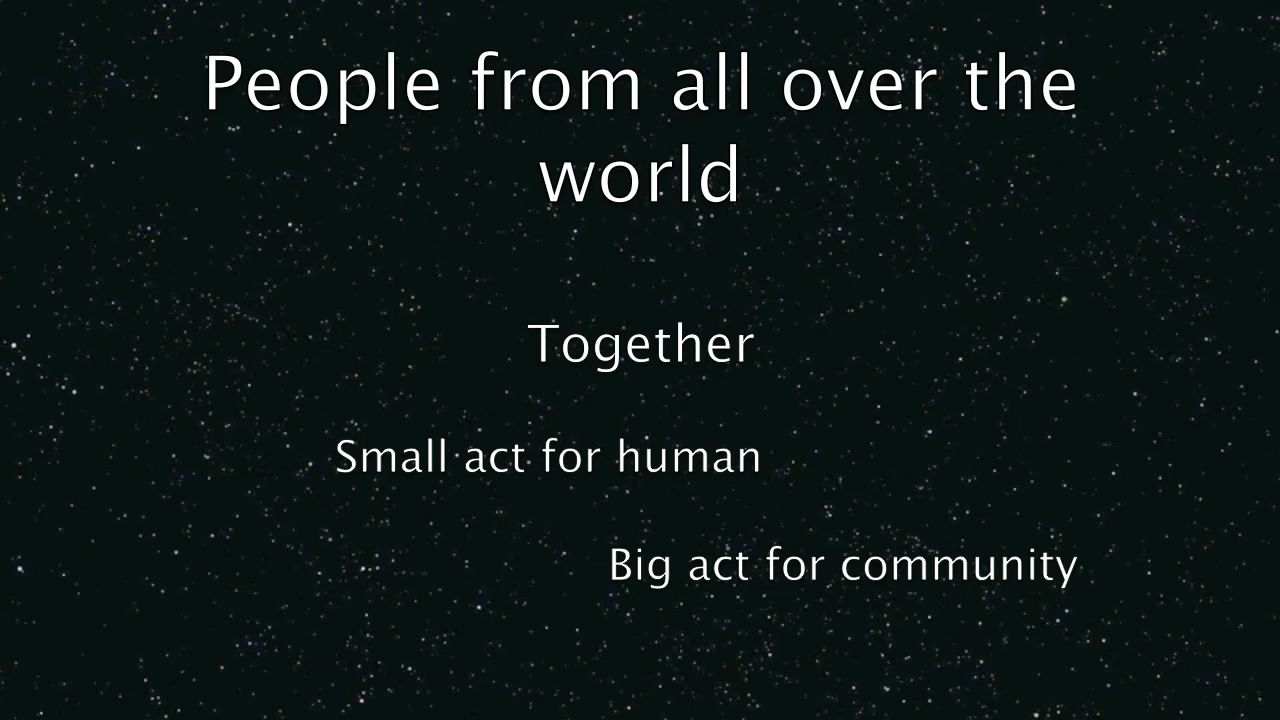 People from all over the
world
Together
Small act for human
Big act for community